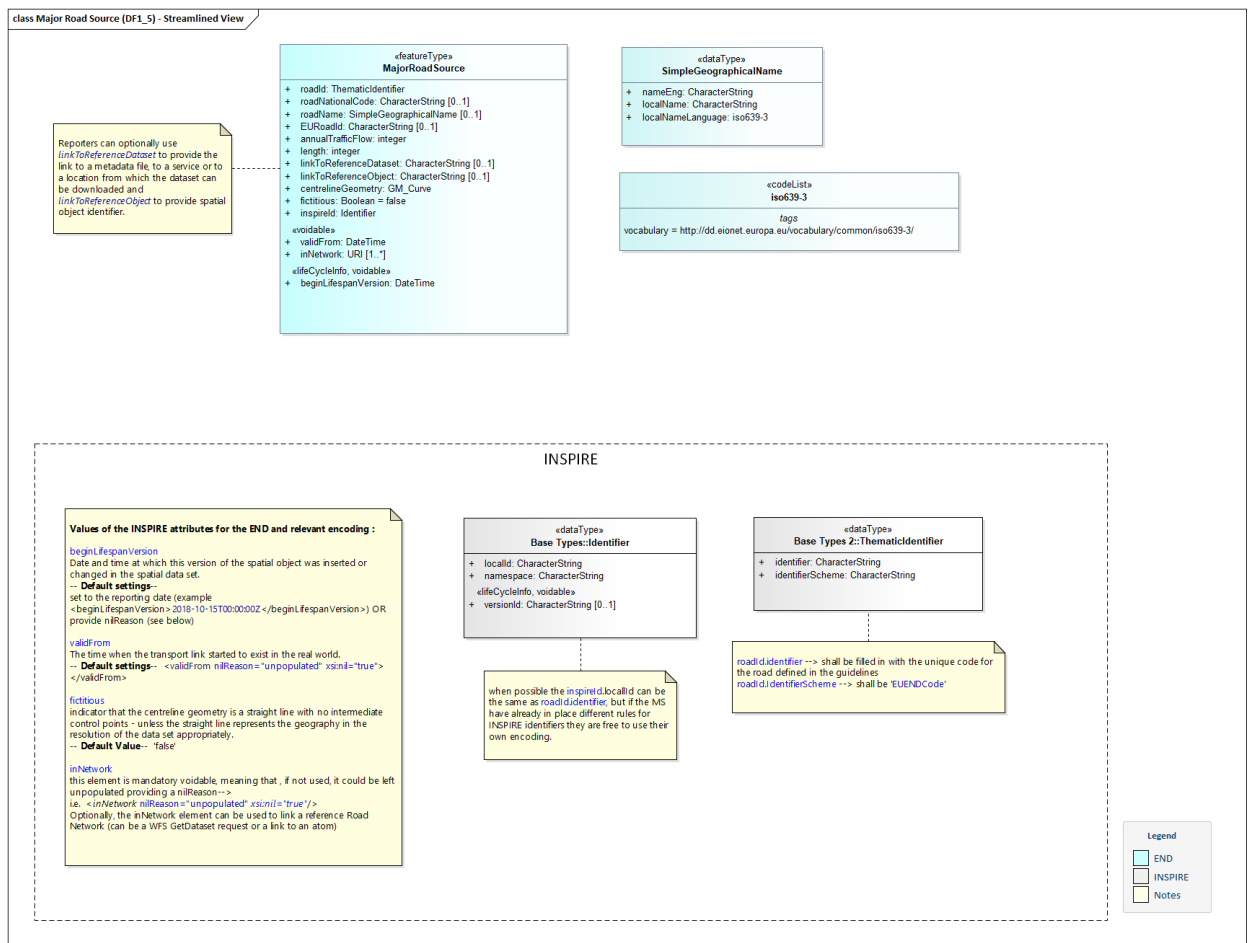 class Major Road Source (DF1_5) - Streamlined View
«featureType»
MajorRoadSource
+ roadId: ThematicIdentifier
+ roadNationalCode: CharacterString [0..1]
+ roadName: SimpleGeographicalName [0..1]
+ EURoadId: CharacterString [0..1]
+ annualTrafficFlow: integer
+ length: integer
+ linkToReferenceDataset: CharacterString [0..1]
+ linkToReferenceObject: CharacterString [0..1]
+ centrelineGeometry: GM_Curve
+ fictitious: Boolean = false
+ inspireId: Identifier
«voidable»
+ validFrom: DateTime
+ inNetwork: URI [1..*]
«lifeCycleInfo, voidable»
+ beginLifespanVersion: DateTime
«dataType»
SimpleGeographicalName
+ nameEng: CharacterString
+ localName: CharacterString
+ localNameLanguage: iso639-3
Reporters can optionally use
linkToReferenceDataset to provide the
link to a metadata file, to a service or to
a location from which the dataset can
be downloaded and
linkToReferenceObject to provide spatial
object identifier.
«codeList»
iso639-3
tags
vocabulary = http://dd.eionet.europa.eu/vocabulary/common/iso639-3/
INSPIRE
Values of the INSPIRE attributes for the END and relevant encoding :
beginLifespanVersion
Date and time at which this version of the spatial object was inserted or
changed in the spatial data set.
-- Default settings--
set to the reporting date (example
<beginLifespanVersion>2018-10-15T00:00:00Z</beginLifespanVersion>) OR
provide nilReason (see below)
validFrom
The time when the transport link started to exist in the real world.
-- Default settings-- <validFrom nilReason="unpopulated" xsi:nil="true">
</validFrom>
fictitious
indicator that the centreline geometry is a straight line with no intermediate
control points - unless the straight line represents the geography in the
resolution of the data set appropriately.
-- Default Value-- 'false'
inNetwork
this element is mandatory voidable, meaning that , if not used, it could be left
unpopulated providing a nilReason-->
i.e. <inNetwork nilReason="unpopulated" xsi:nil="true"/>
Optionally, the inNetwork element can be used to link a reference Road
Network (can be a WFS GetDataset request or a link to an atom)
«dataType»
Base Types::Identifier
+ localId: CharacterString
+ namespace: CharacterString
«lifeCycleInfo, voidable»
+ versionId: CharacterString [0..1]
when possible the inspireId.localId can be
the same as roadId.identifier, but if the MS
have already in place different rules for
INSPIRE identifiers they are free to use their
own encoding.
«dataType»
Base Types 2::ThematicIdentifier
+ identifier: CharacterString
+ identifierScheme: CharacterString
roadId.identifier --> shall be filled in with the unique code for
the road defined in the guidelines
roadId.IdentifierScheme --> shall be 'EUENDCode'
Legend
END
INSPIRE
Notes